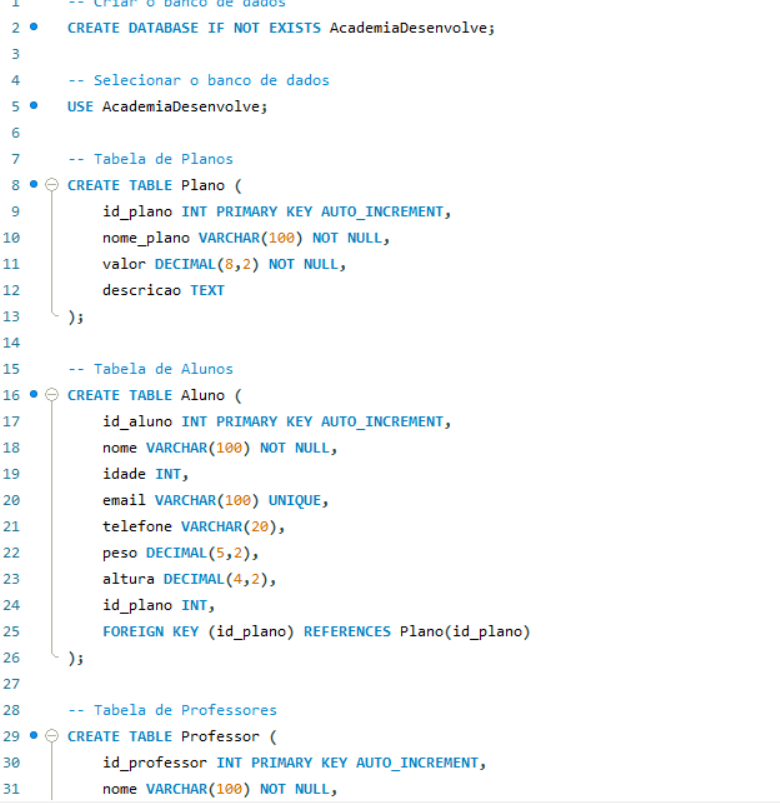 1 -- Criar o banco de dados
2 CREATE DATABASE IF NOT EXISTS AcademiaDesenvolve;
3
4 -- Selecionar o banco de dados
5 USE AcademiaDesenvolve;
6
7 -- Tabela de Planos
8 CREATE TABLE Plano (
9 id_plano INT PRIMARY KEY AUTO_INCREMENT,
10 nome_plano VARCHAR(100) NOT NULL,
11 valor DECIMAL(8,2) NOT NULL,
12 descricao TEXT
13 );
14
15 -- Tabela de Alunos
16 CREATE TABLE Aluno (
17 id_aluno INT PRIMARY KEY AUTO_INCREMENT,
18 nome VARCHAR(100) NOT NULL,
19 idade INT,
20 email VARCHAR(100) UNIQUE,
21 telefone VARCHAR(20),
22 peso DECIMAL(5,2),
23 altura DECIMAL(4,2),
24 id_plano INT,
25 FOREIGN KEY (id_plano) REFERENCES Plano(id_plano)
26 );
27
28 -- Tabela de Professores
29 CREATE TABLE Professor (
30 id_professor INT PRIMARY KEY AUTO_INCREMENT,
31 nome VARCHAR(100) NOT NULL,